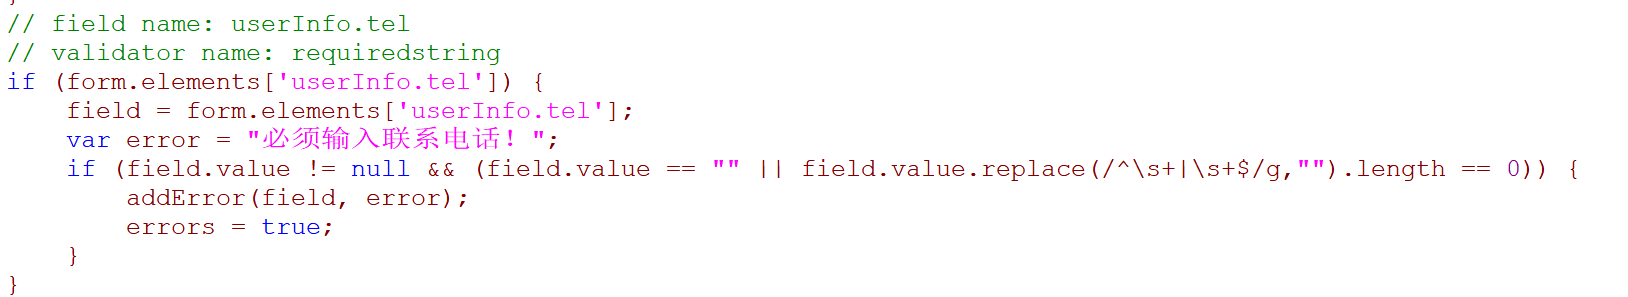 }
// field name: userInfo.tel
// validator name: requiredstring
if (form.elements['userInfo.tel']) {
    field = form.elements['userInfo.tel'];
    var error = "必须输入联系电话！";
    if (field.value != null && (field.value == "" || field.value.replace(/^\s+|\s+$/g,"").length == 0)) {
        addError(field, error);
        errors = true;
    }
}